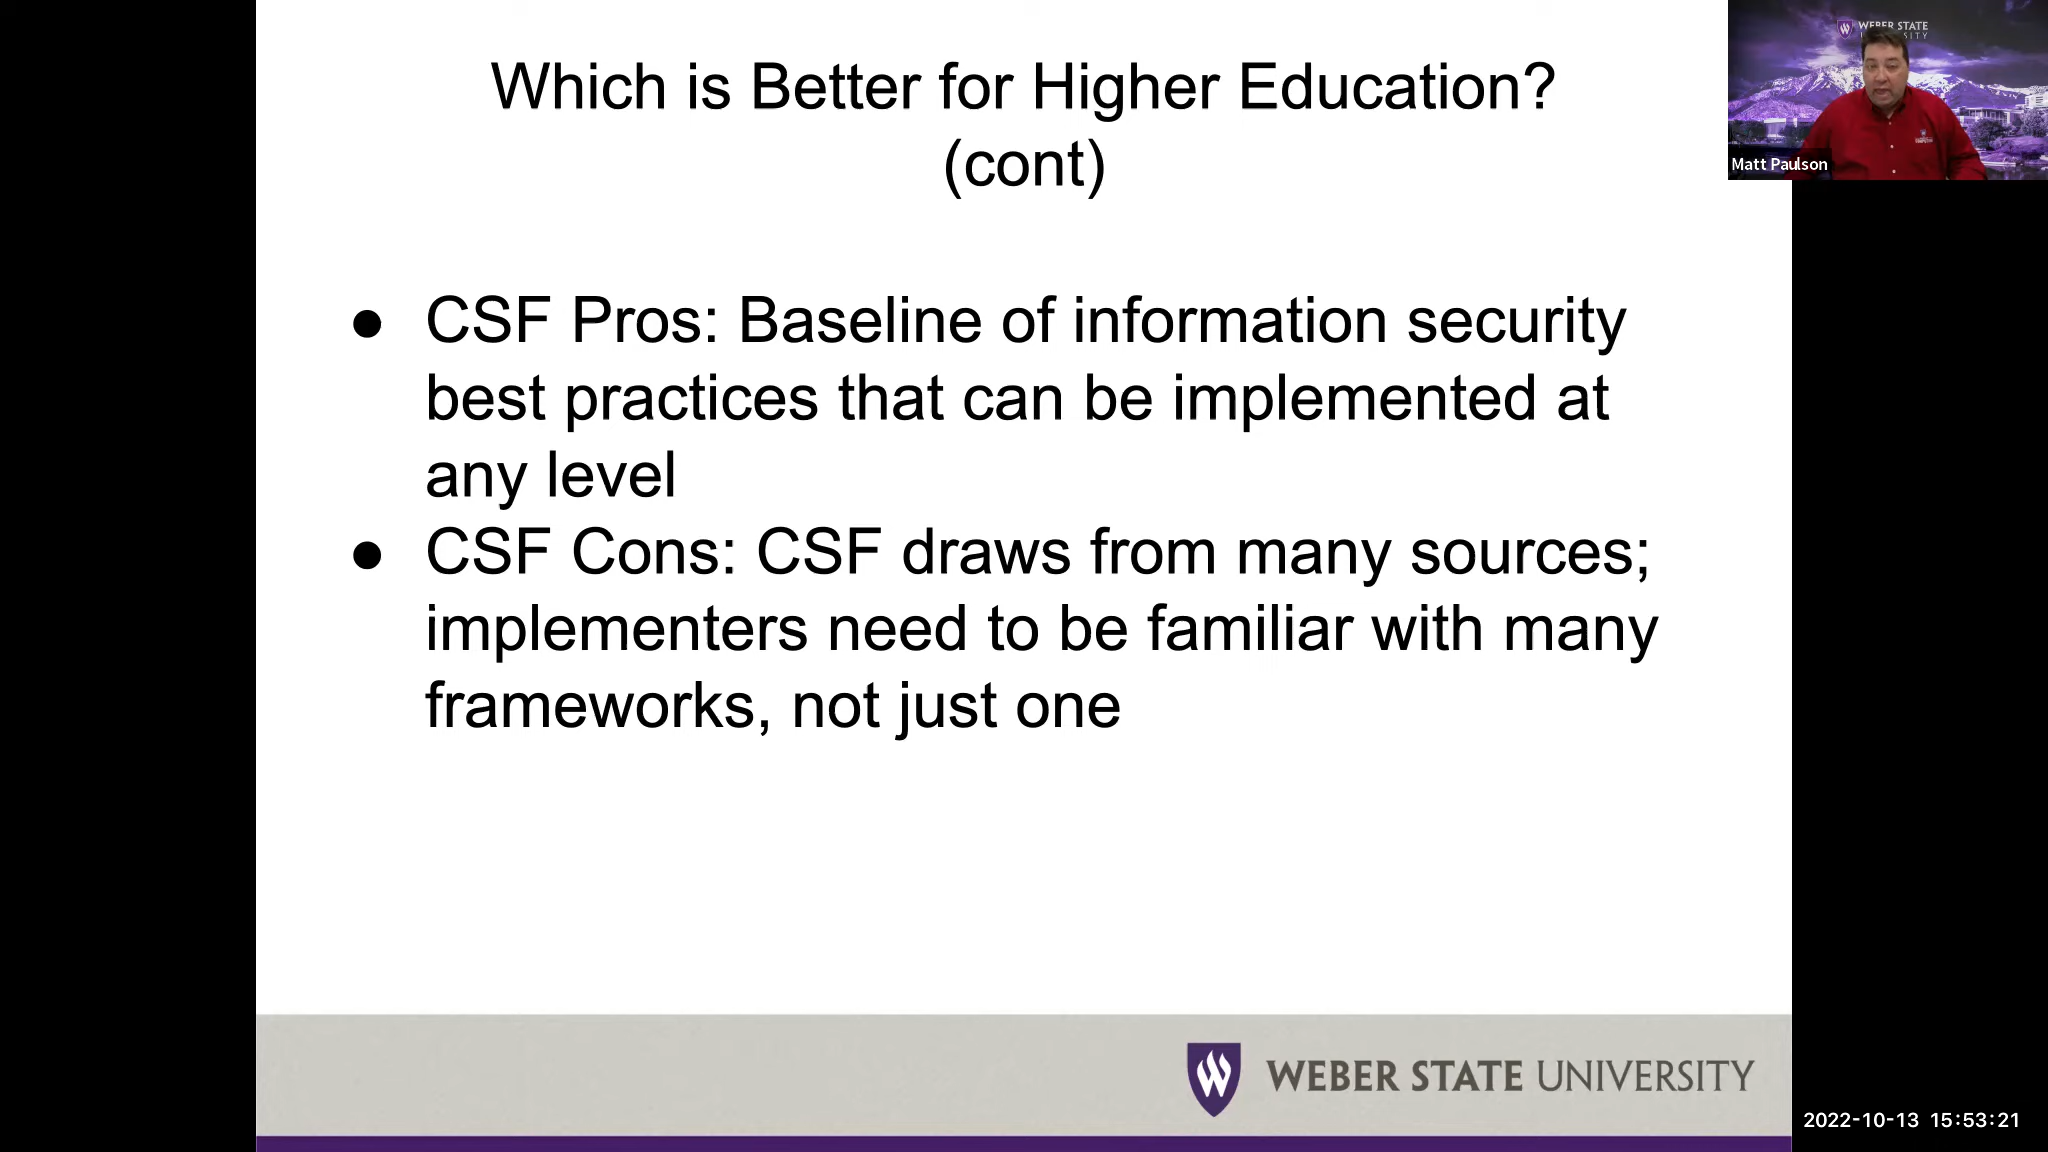 Which is Better for Higher Education?
(cont)
● CSF Pros: Baseline of information security
best practices that can be implemented at
any level
● CSF Cons: CSF draws from many sources;
implementers need to be familiar with many
frameworks, not just one
WEBER STATE UNIVERSITY
WEBER STATE
Matt Paulson
2022-10-13 15:53:21